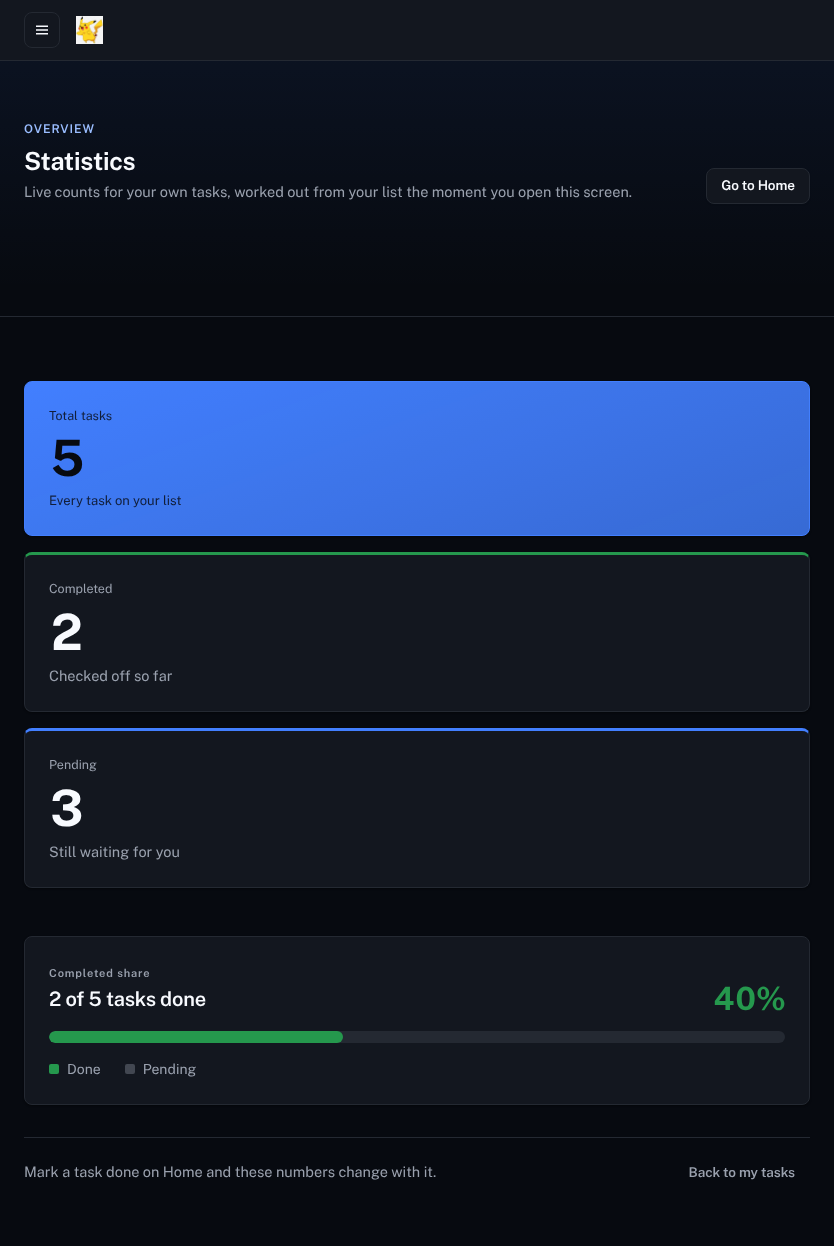 OVERVIEW
Statistics
Live counts for your own tasks, worked out from your list the moment you open this screen.
Go to Home
Total tasks
5
Every task on your list
Completed
2
Checked off so far
Pending
3
Still waiting for you
Completed share
2 of 5 tasks done
40%
Done
Pending
Mark a task done on Home and these numbers change with it.
Back to my tasks